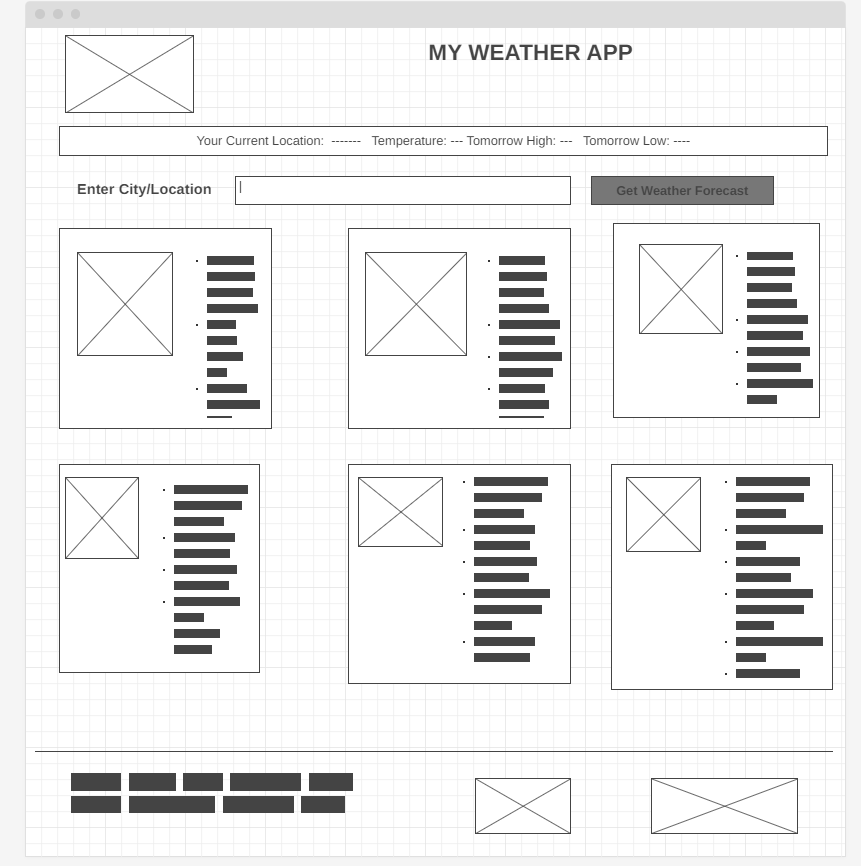 MY WEATHER APP
Your Current Location:  -------   Temperature: --- Tomorrow High: ---   Tomorrow Low: ----
Enter City/Location
Get Weather Forecast